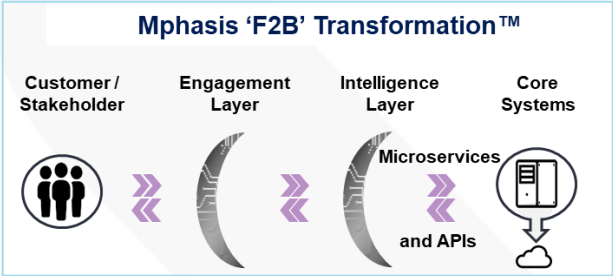 Mphasis ‘F2B’ Transformation™
Customer /
Stakeholder
Engagement
Layer
Intelligence
Layer
Core
Systems
Microservices
and APIs